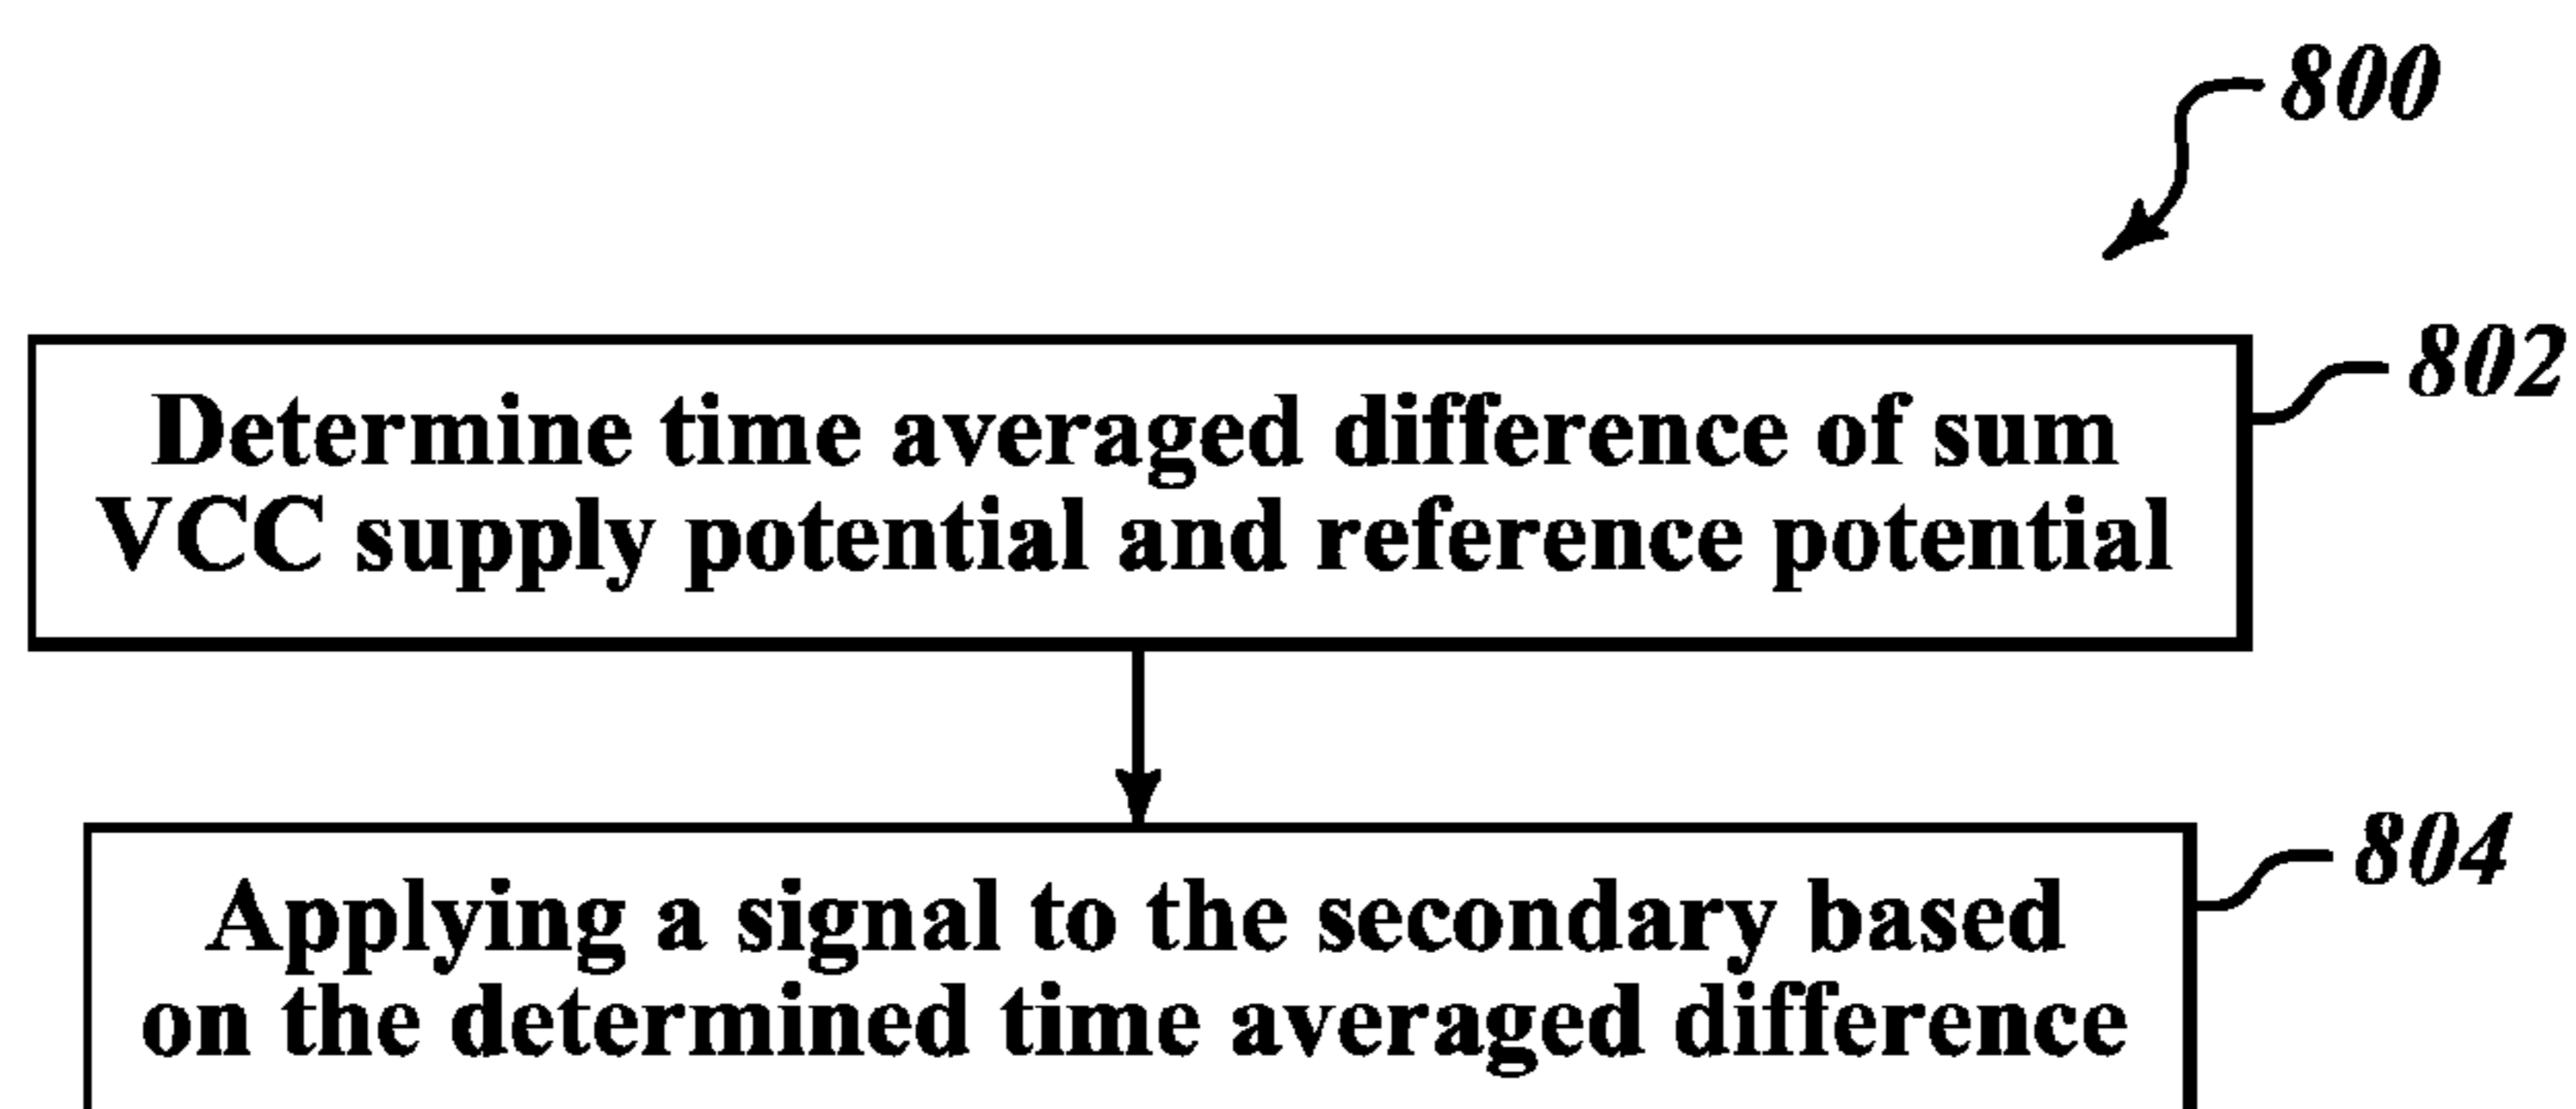 800
802
Determine time averaged difference of sum
VCC supply potential and reference potential
804
Applying a signal to the secondary based
on the determined time averaged difference